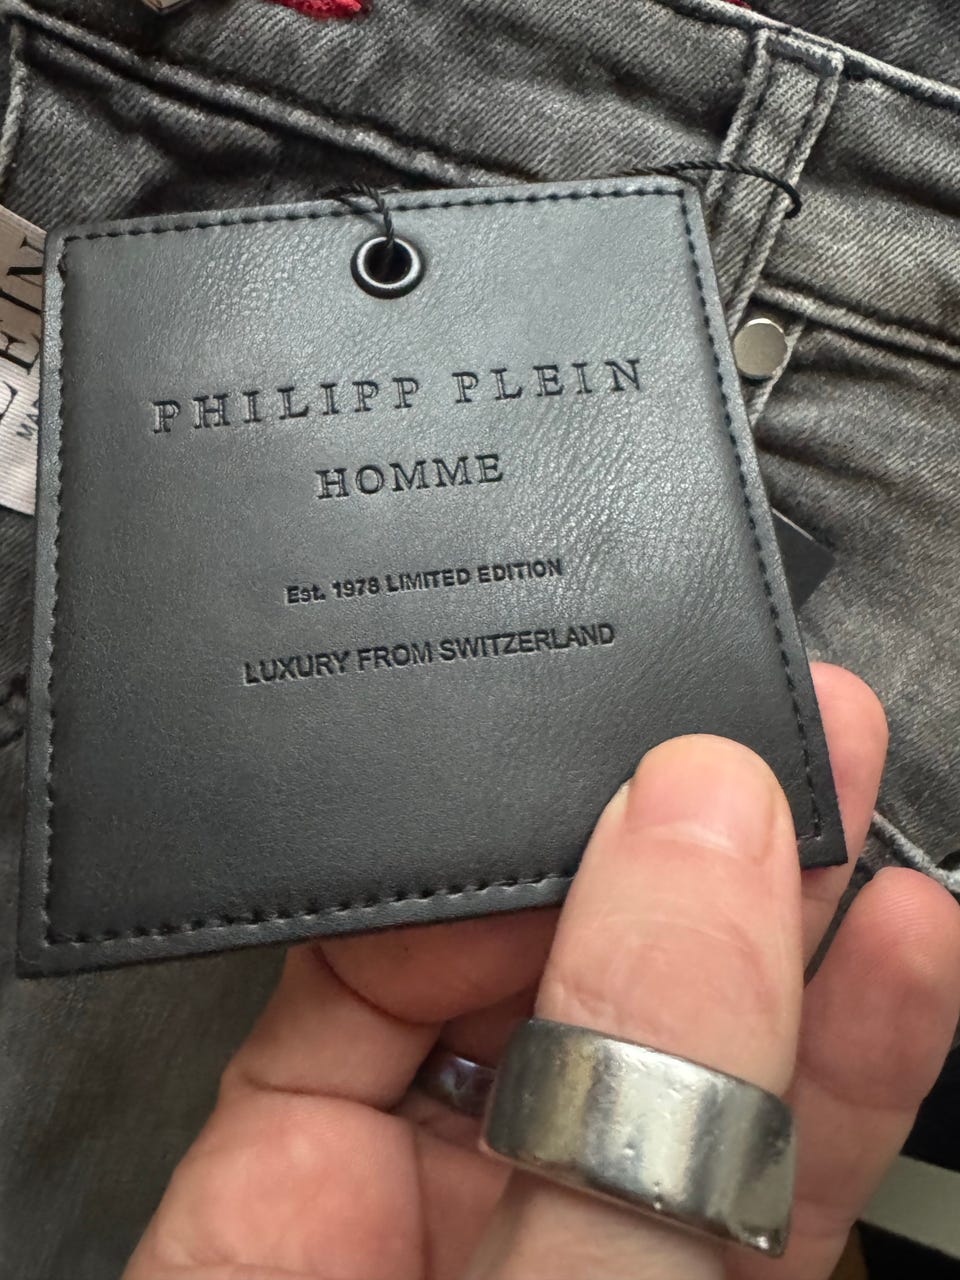 PHILIPP PLEIN
HOMME
Est. 1978 LIMITED EDITION
LUXURY FROM SWITZERLAND